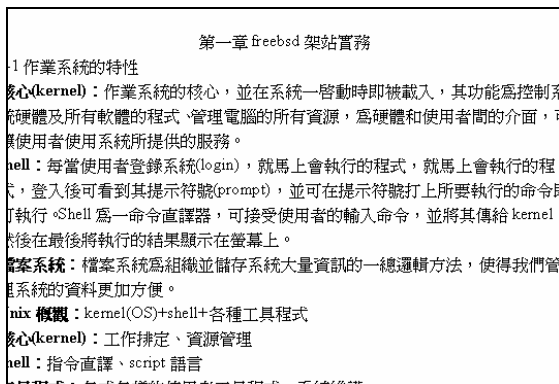 第一章 freebsd 架站實務
-1 作業系統的特性
核心(kernel)：作業系統的核心，並在系統一啓動時即被載入，其功能爲控制系
統硬體及所有軟體的程式、管理電腦的所有資源，爲硬體和使用者間的介面，可
讓使用者使用系統所提供的服務。
hell：每當使用者登錄系統(login)，就馬上會執行的程式，就馬上會執行的程
式，登入後可看到其提示符號(prompt)，並可在提示符號打上所要執行的命令即
可執行。Shell 爲一命令直譯器，可接受使用者的輸入命令，並將其傳給 kernel
然後在最後將執行的結果顯示在螢幕上。
檔案系統：檔案系統爲組織並儲存系統大量資訊的一總邏輯方法，使得我們管
理系統的資料更加方便。
nix 概觀：kernel(OS)+shell+各種工具程式
核心(kernel)：工作排定、資源管理
hell：指令直譯、script 語言